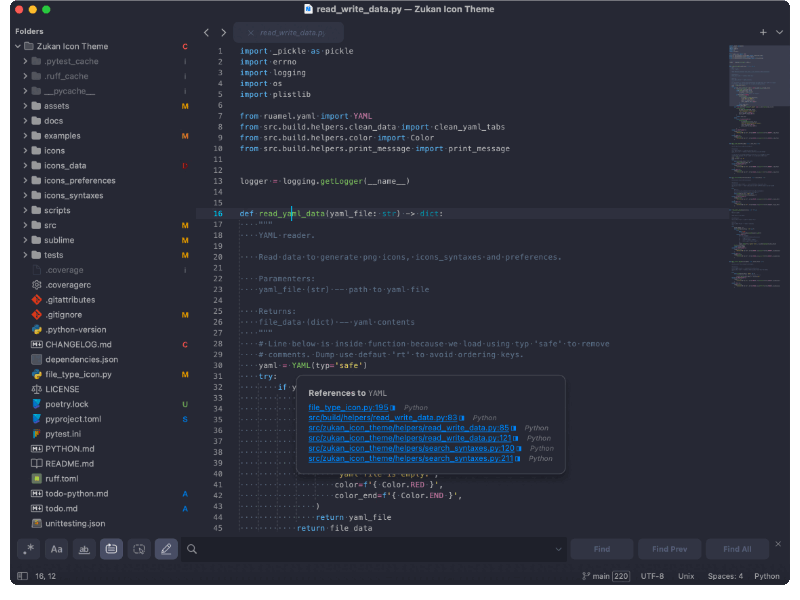 read_write_data.py — Zukan Icon Theme
Folders
Zukan Icon Theme C
.pytest_cache i
.ruff_cache i
__pycache__ i
assets M
docs
examples M
icons
icons_data
icons_preferences
icons_syntaxes
scripts
src M
sublime M
tests M
.coverage i
.coveragerc
.gitattributes
.gitignore M
.python-version
CHANGELOG.md C
dependencies.json
file_type_icon.py M
LICENSE
poetry.lock U
pyproject.toml S
pytest.ini
PYTHON.md
README.md
ruff.toml
todo-python.md A
todo.md A
unittesting.json
read_write_data.py
1 import _pickle as pickle
2 import errno
3 import logging
4 import os
5 import plistlib
6
7 from ruamel.yaml import YAML
8 from src.build.helpers.clean_data import clean_yaml_tabs
9 from src.build.helpers.color import Color
10 from src.build.helpers.print_message import print_message
11
12
13 logger = logging.getLogger(__name__)
14
15
16 def read_yaml_data(yaml_file: str) -> dict:
17 """
18 YAML reader.
19
20 Read data to generate png icons, icons_syntaxes and preferences.
21
22 Paramenters:
23 yaml_file (str) -- path to yaml file
24
25 Returns:
26 file_data (dict) -- yaml contents
27 """
28 # Line below is inside function because we load using typ 'safe' to remove
29 # comments. Dump use defaut 'rt' to avoid ordering keys.
30 yaml = YAML(typ='safe')
31 try:
32 if y
33
34
35
36
37
38
39
References to YAML
file_type_icon.py:195 Python
src/build/helpers/read_write_data.py:83 Python
src/zukan_icon_theme/helpers/read_write_data.py:85 Python
src/zukan_icon_theme/helpers/read_write_data.py:121 Python
src/zukan_icon_theme/helpers/search_syntaxes.py:120 Python
src/zukan_icon_theme/helpers/search_syntaxes.py:211 Python
40 yaml file is empty.',
41 color=f'{ Color.RED }',
42 color_end=f'{ Color.END }',
43 )
44 return yaml_file
45 return file_data
.* Aa ab Find Find Prev Find All
16, 12 main 220 UTF-8 Unix Spaces: 4 Python